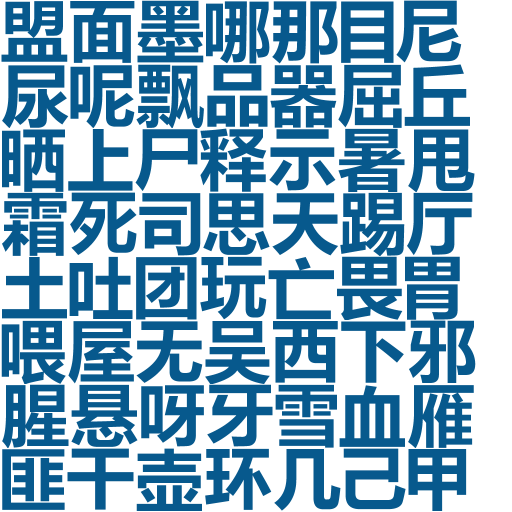 盟面墨哪那目尼
尿呢飘品器屈丘
晒上尸释示暑甩
霜死司思天踢厅
土吐团玩亡畏胃
喂屋无吴西下邪
腥悬呀牙雪血雁
匪干壶环几己甲